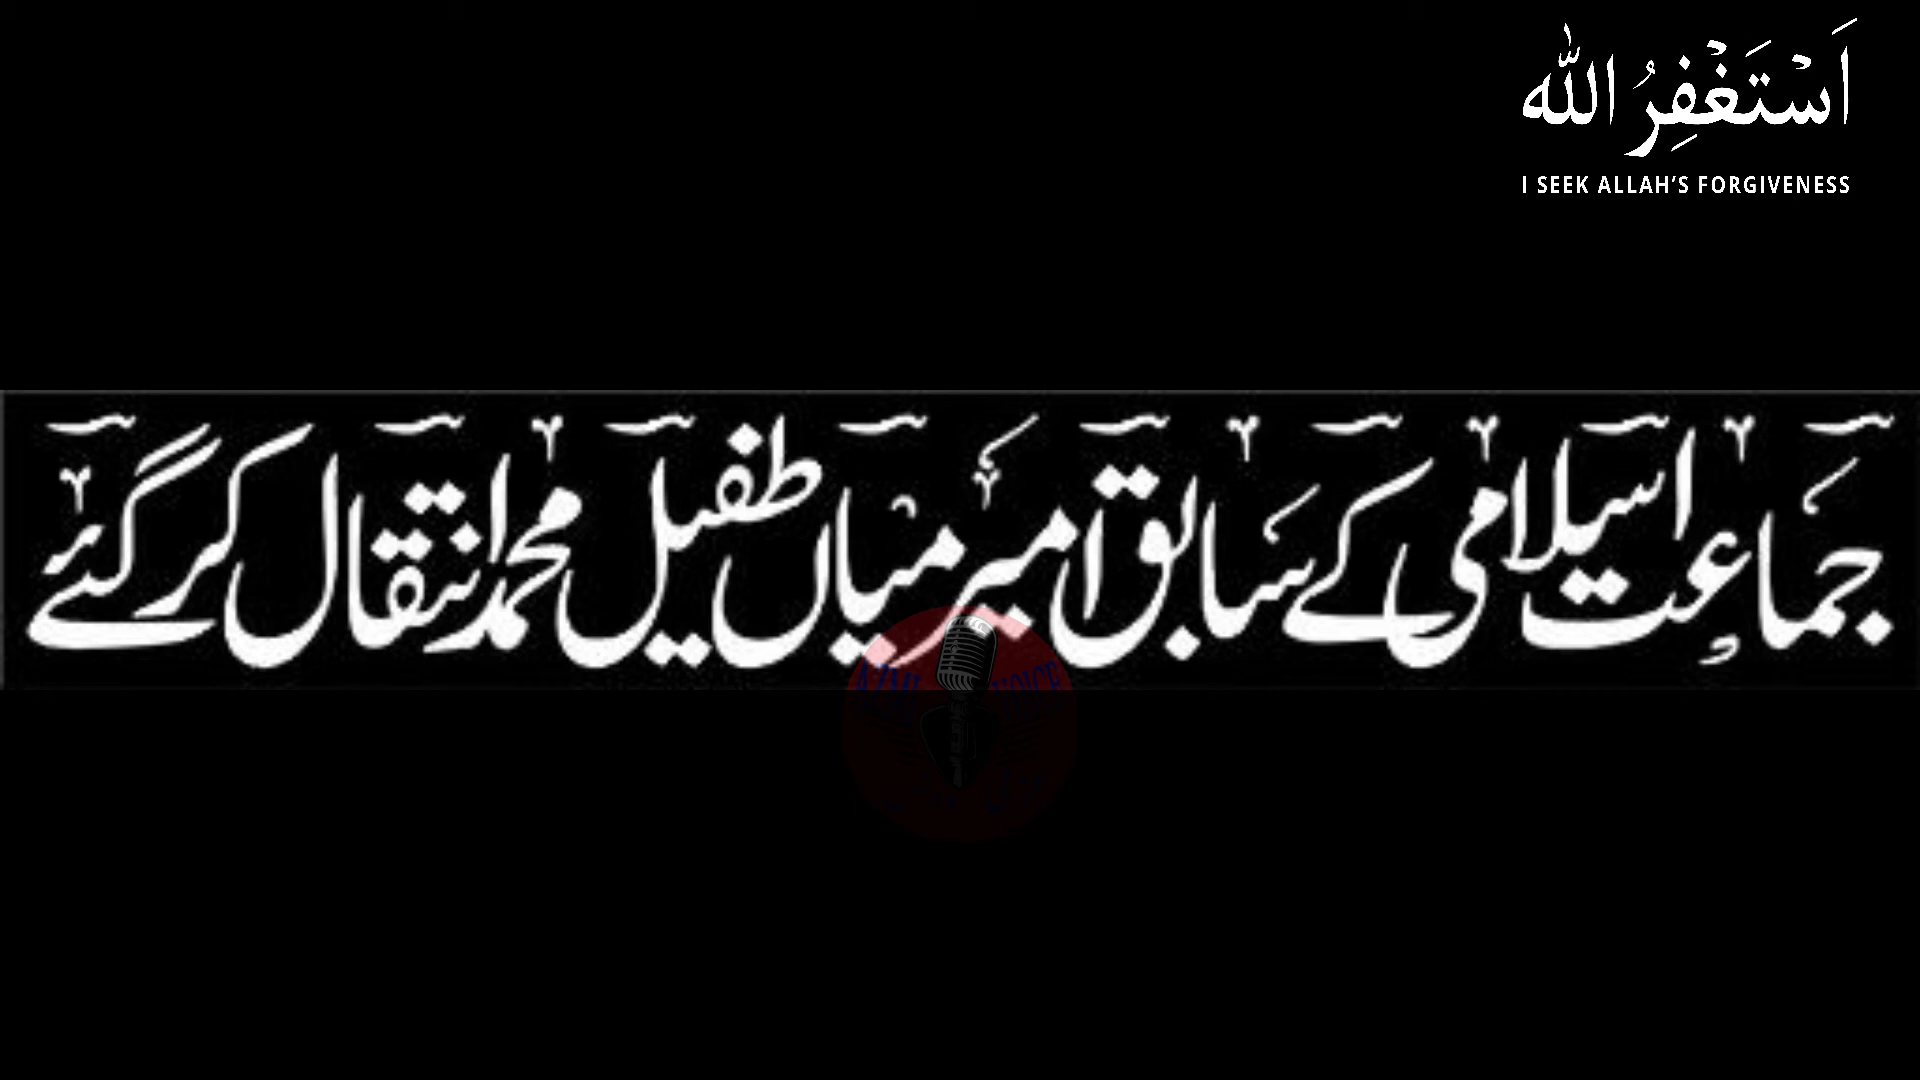 اَسْتَغْفِرُ اللّٰه
I SEEK ALLAH'S FORGIVENESS
جماعت اسلامی کے سابق امیر میاں طفیل محمد انتقال کر گئے